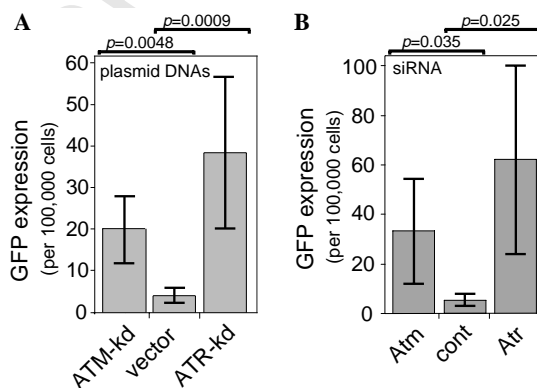 A
p=0.0009
p=0.0048
plasmid DNAs
GFP expression
(per 100,000 cells)
60
50
40
30
20
10
0
ATM-kd
vector
ATR-kd
B
p=0.025
p=0.035
siRNA
GFP expression
(per 100,000 cells)
100
80
60
40
20
0
Atm
cont
Atr